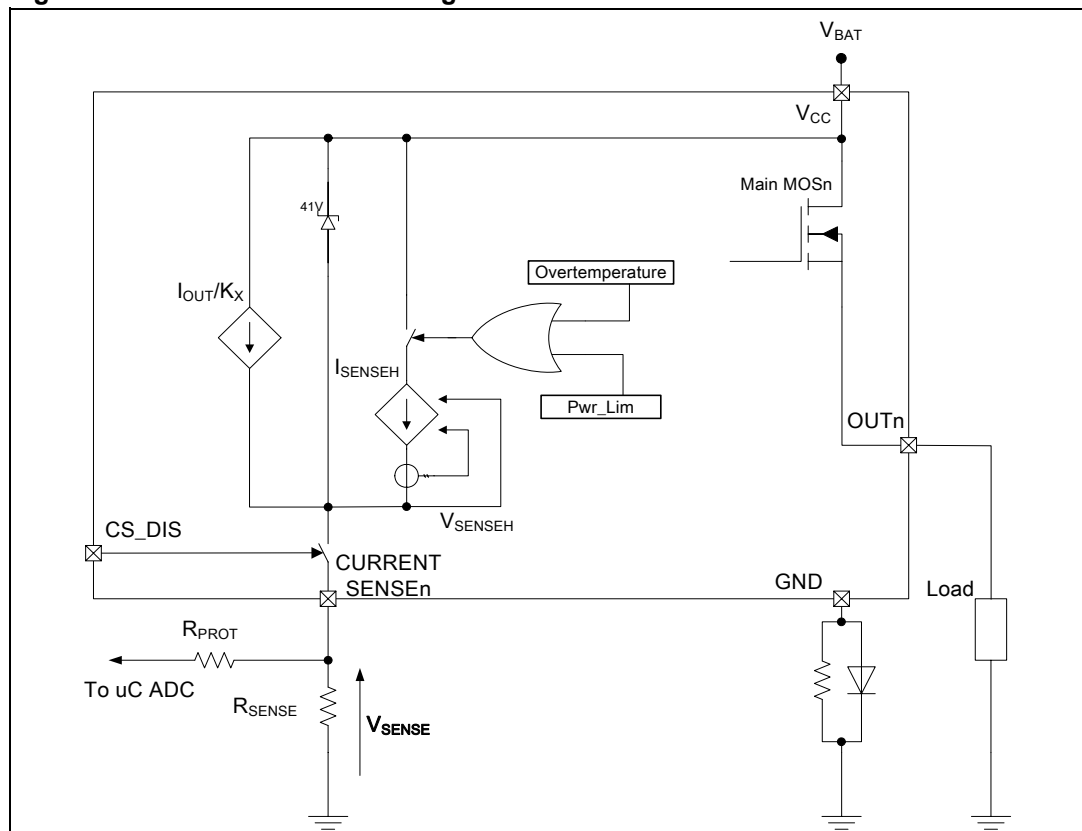 V_BAT
V_CC
Main MOSn
41V
Overtemperature
I_OUT/K_X
I_SENSEH
Pwr_Lim
OUTn
V_SENSEH
CS_DIS
CURRENT
SENSEn
GND
Load
R_PROT
To uC ADC
R_SENSE
V_SENSE